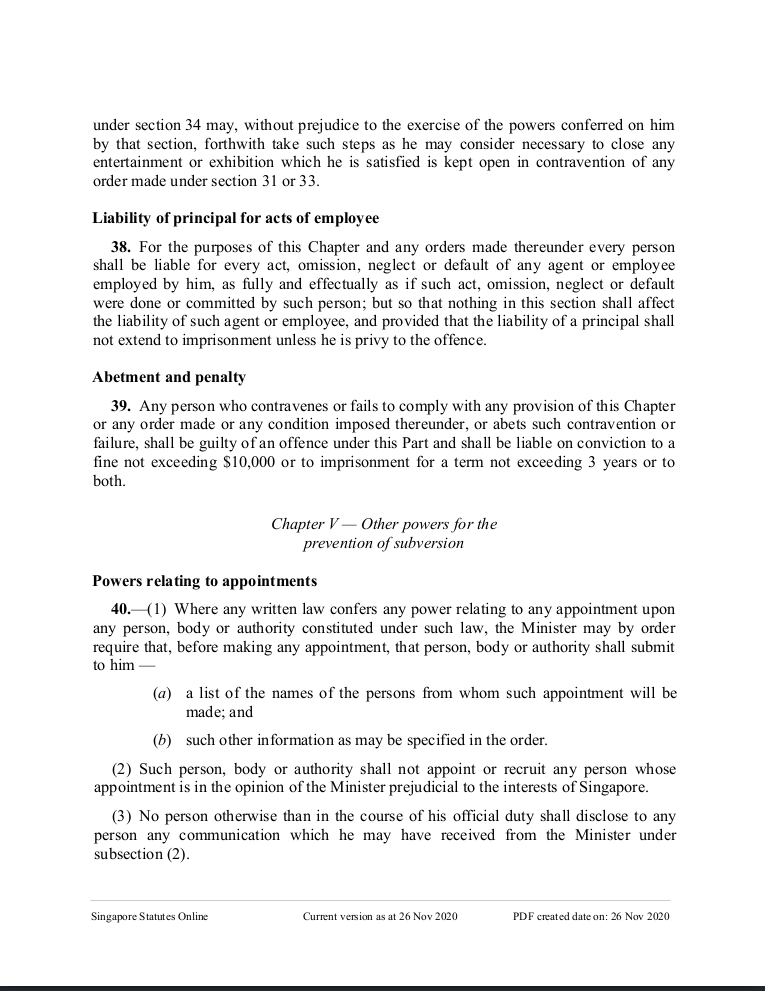 under section 34 may, without prejudice to the exercise of the powers conferred on him
by that section, forthwith take such steps as he may consider necessary to close any
entertainment or exhibition which he is satisfied is kept open in contravention of any
order made under section 31 or 33.
Liability of principal for acts of employee
38. For the purposes of this Chapter and any orders made thereunder every person
shall be liable for every act, omission, neglect or default of any agent or employee
employed by him, as fully and effectually as if such act, omission, neglect or default
were done or committed by such person; but so that nothing in this section shall affect
the liability of such agent or employee, and provided that the liability of a principal shall
not extend to imprisonment unless he is privy to the offence.
Abetment and penalty
39. Any person who contravenes or fails to comply with any provision of this Chapter
or any order made or any condition imposed thereunder, or abets such contravention or
failure, shall be guilty of an offence under this Part and shall be liable on conviction to a
fine not exceeding $10,000 or to imprisonment for a term not exceeding 3 years or to
both.
Chapter V — Other powers for the
prevention of subversion
Powers relating to appointments
40.—(1) Where any written law confers any power relating to any appointment upon
any person, body or authority constituted under such law, the Minister may by order
require that, before making any appointment, that person, body or authority shall submit
to him —
(a) a list of the names of the persons from whom such appointment will be
made; and
(b) such other information as may be specified in the order.
(2) Such person, body or authority shall not appoint or recruit any person whose
appointment is in the opinion of the Minister prejudicial to the interests of Singapore.
(3) No person otherwise than in the course of his official duty shall disclose to any
person any communication which he may have received from the Minister under
subsection (2).
Singapore Statutes Online Current version as at 26 Nov 2020 PDF created date on: 26 Nov 2020